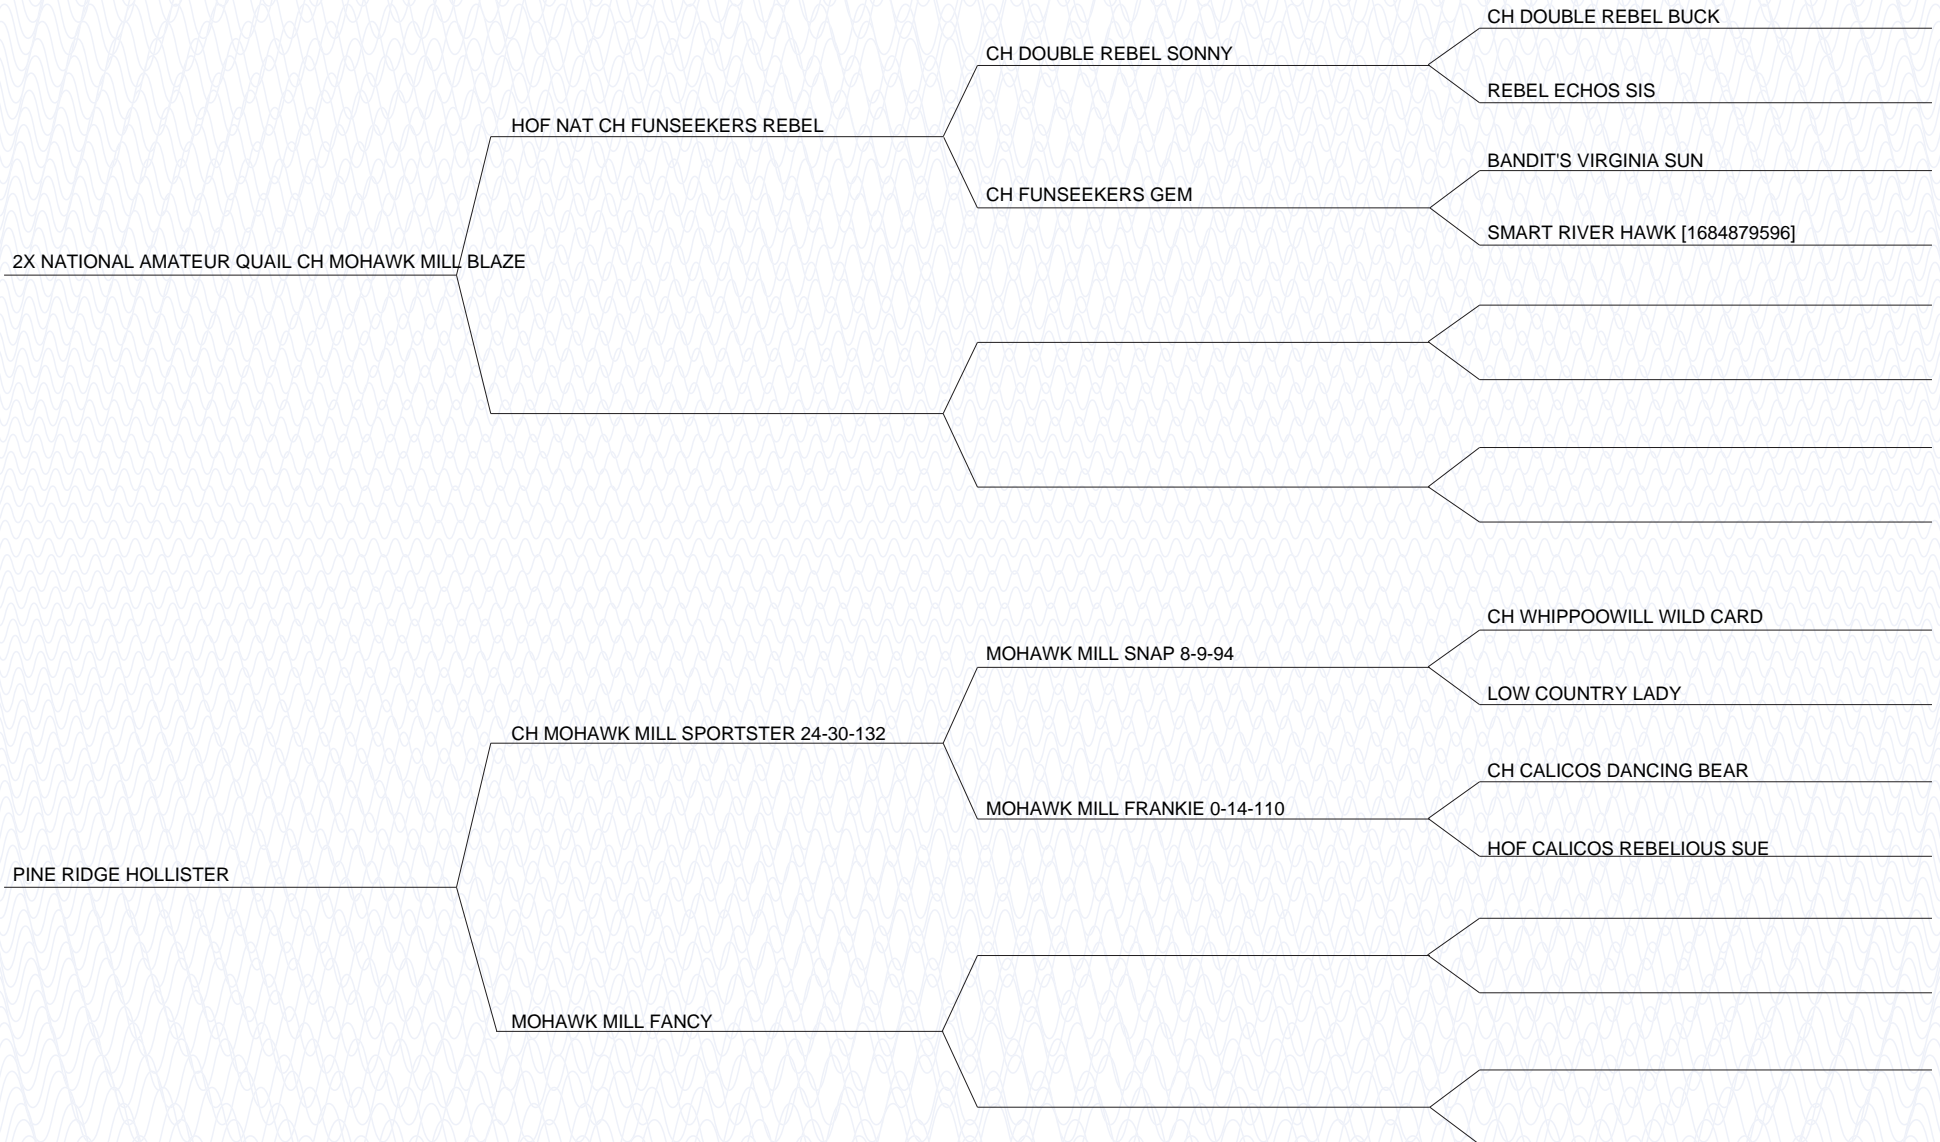 CH DOUBLE REBEL BUCK
CH DOUBLE REBEL SONNY
REBEL ECHOS SIS
HOF NAT CH FUNSEEKERS REBEL
BANDIT'S VIRGINIA SUN
CH FUNSEEKERS GEM
SMART RIVER HAWK [1684879596]
2X NATIONAL AMATEUR QUAIL CH MOHAWK MILL BLAZE
CH WHIPPOOWILL WILD CARD
MOHAWK MILL SNAP 8-9-94
LOW COUNTRY LADY
CH MOHAWK MILL SPORTSTER 24-30-132
CH CALICOS DANCING BEAR
MOHAWK MILL FRANKIE 0-14-110
HOF CALICOS REBELIOUS SUE
PINE RIDGE HOLLISTER
MOHAWK MILL FANCY